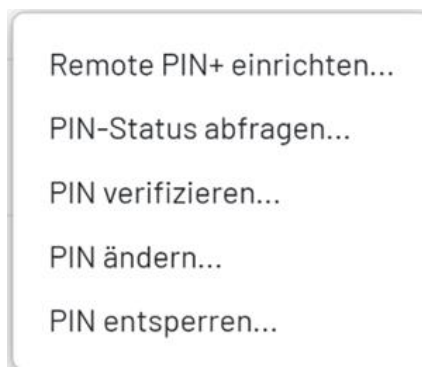 Remote PIN+ einrichten...
PIN-Status abfragen...
PIN verifizieren...
PIN ändern...
PIN entsperren...